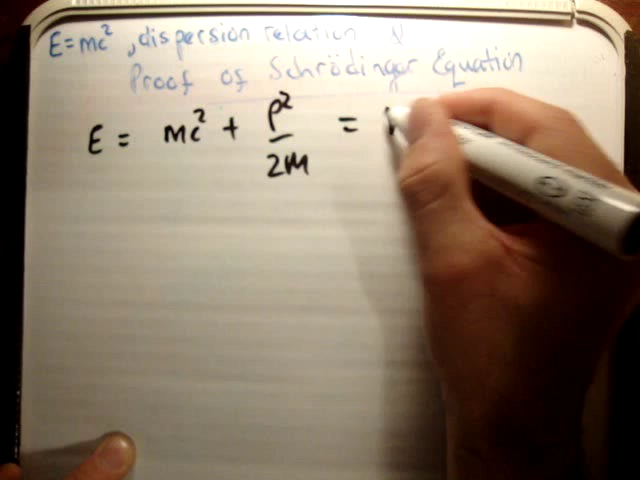 E=mc², dispersion relation &
Proof of Schrödinger Equation
E = mc² + p²/2m =